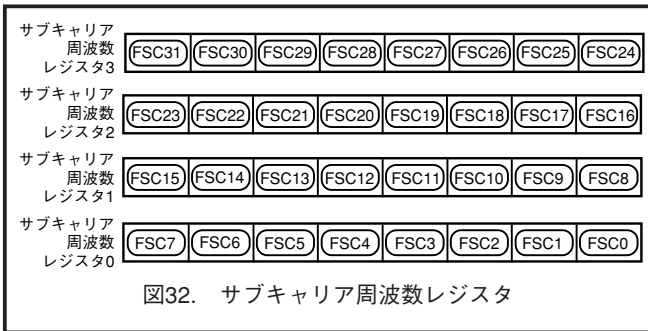 サブキャリア
周波数
レジスタ3
FSC31 FSC30 FSC29 FSC28 FSC27 FSC26 FSC25 FSC24
サブキャリア
周波数
レジスタ2
FSC23 FSC22 FSC21 FSC20 FSC19 FSC18 FSC17 FSC16
サブキャリア
周波数
レジスタ1
FSC15 FSC14 FSC13 FSC12 FSC11 FSC10 FSC9 FSC8
サブキャリア
周波数
レジスタ0
FSC7 FSC6 FSC5 FSC4 FSC3 FSC2 FSC1 FSC0
図32. サブキャリア周波数レジスタ